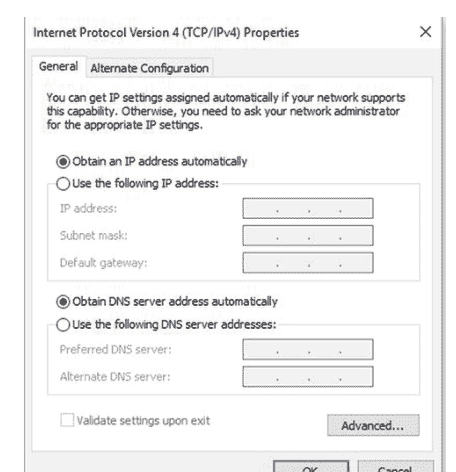 Internet Protocol Version 4 (TCP/IPv4) Properties
General
Alternate Configuration
You can get IP settings assigned automatically if your network supports
this capability. Otherwise, you need to ask your network administrator
for the appropriate IP settings.
Obtain an IP address automatically
Use the following IP address:
IP address:
Subnet mask:
Default gateway:
Obtain DNS server address automatically
Use the following DNS server addresses:
Preferred DNS server:
Alternate DNS server:
Validate settings upon exit
Advanced...
OK
Cancel